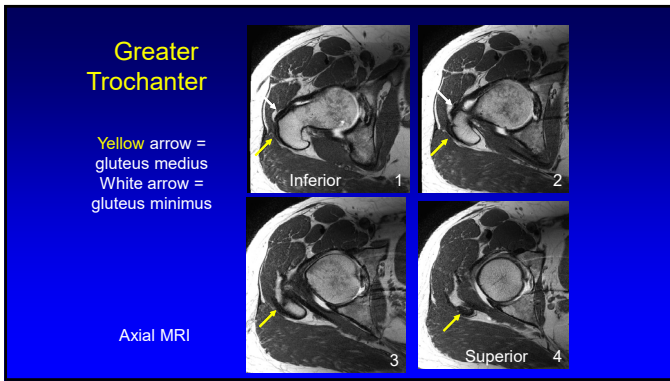 Greater
Trochanter
Yellow arrow =
gluteus medius
White arrow =
gluteus minimus
Axial MRI
Inferior
1
2
3
Superior
4